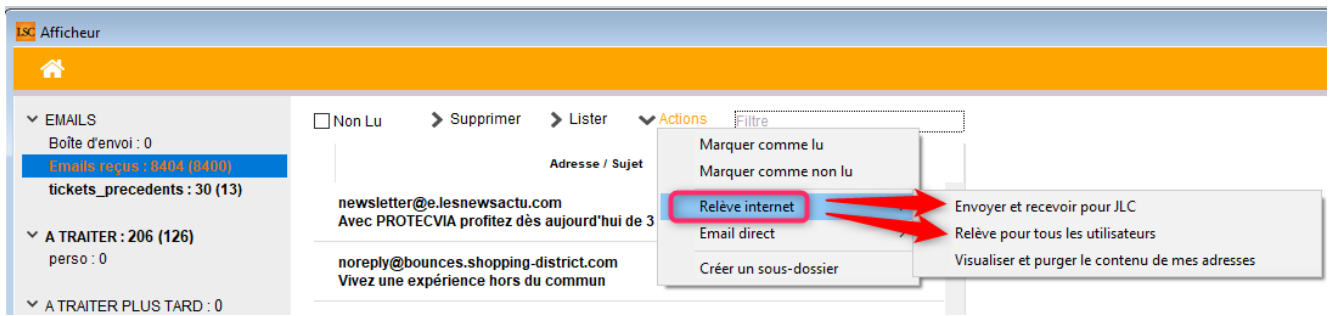 LSC Afficheur
EMAILS
Boîte d'envoi : 0
Emails reçus : 8404 (8400)
tickets_precedents : 30 (13)
A TRAITER : 206 (126)
perso : 0
A TRAITER PLUS TARD : 0
Non Lu Supprimer Lister Actions Filtre
Adresse / Sujet
newsletter@e.lesnewsactu.com
Avec PROTECVIA profitez dès aujourd'hui de 3
noreply@bounces.shopping-district.com
Vivez une expérience hors du commun
Marquer comme lu
Marquer comme non lu
Relève internet
Email direct
Créer un sous-dossier
Envoyer et recevoir pour JLC
Relève pour tous les utilisateurs
Visualiser et purger le contenu de mes adresses